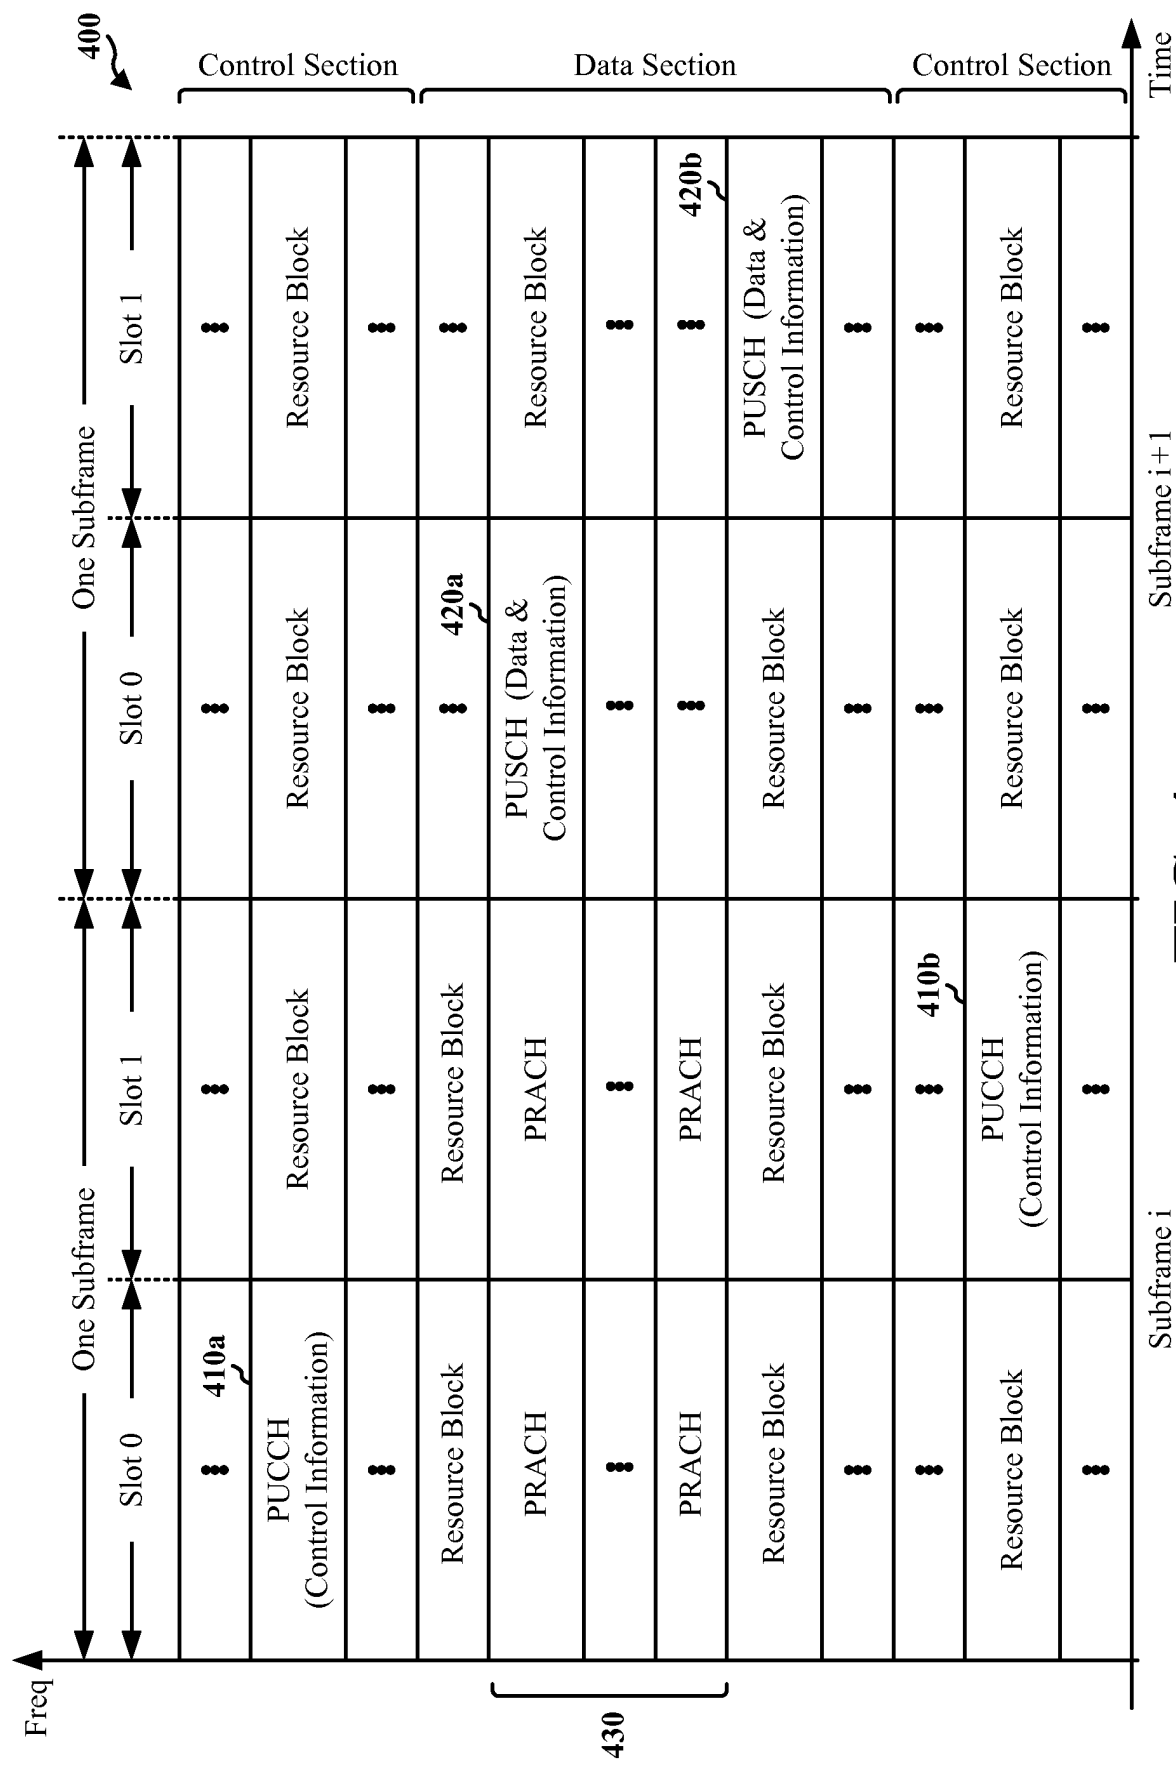 Freq
One Subframe
One Subframe
400
Slot 0
Slot 1
Slot 0
Slot 1
410a
PUCCH
(Control Information)
Resource Block
Resource Block
Resource Block
Control Section
Resource Block
Resource Block
420a
PRACH
PRACH
PUSCH (Data &
Control Information)
Resource Block
430
Data Section
PRACH
PRACH
420b
Resource Block
Resource Block
Resource Block
PUSCH (Data &
Control Information)
410b
Resource Block
PUCCH
(Control Information)
Resource Block
Resource Block
Control Section
Subframe i
Subframe i+1
Time